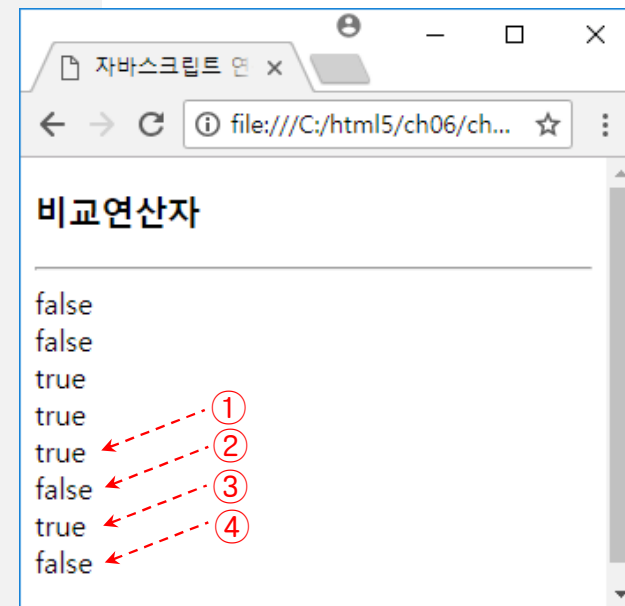 자바스크립트 연
file:///C:/html5/ch06/ch...
비교연산자
false
false
true
true
true ①
false ②
true ③
false ④